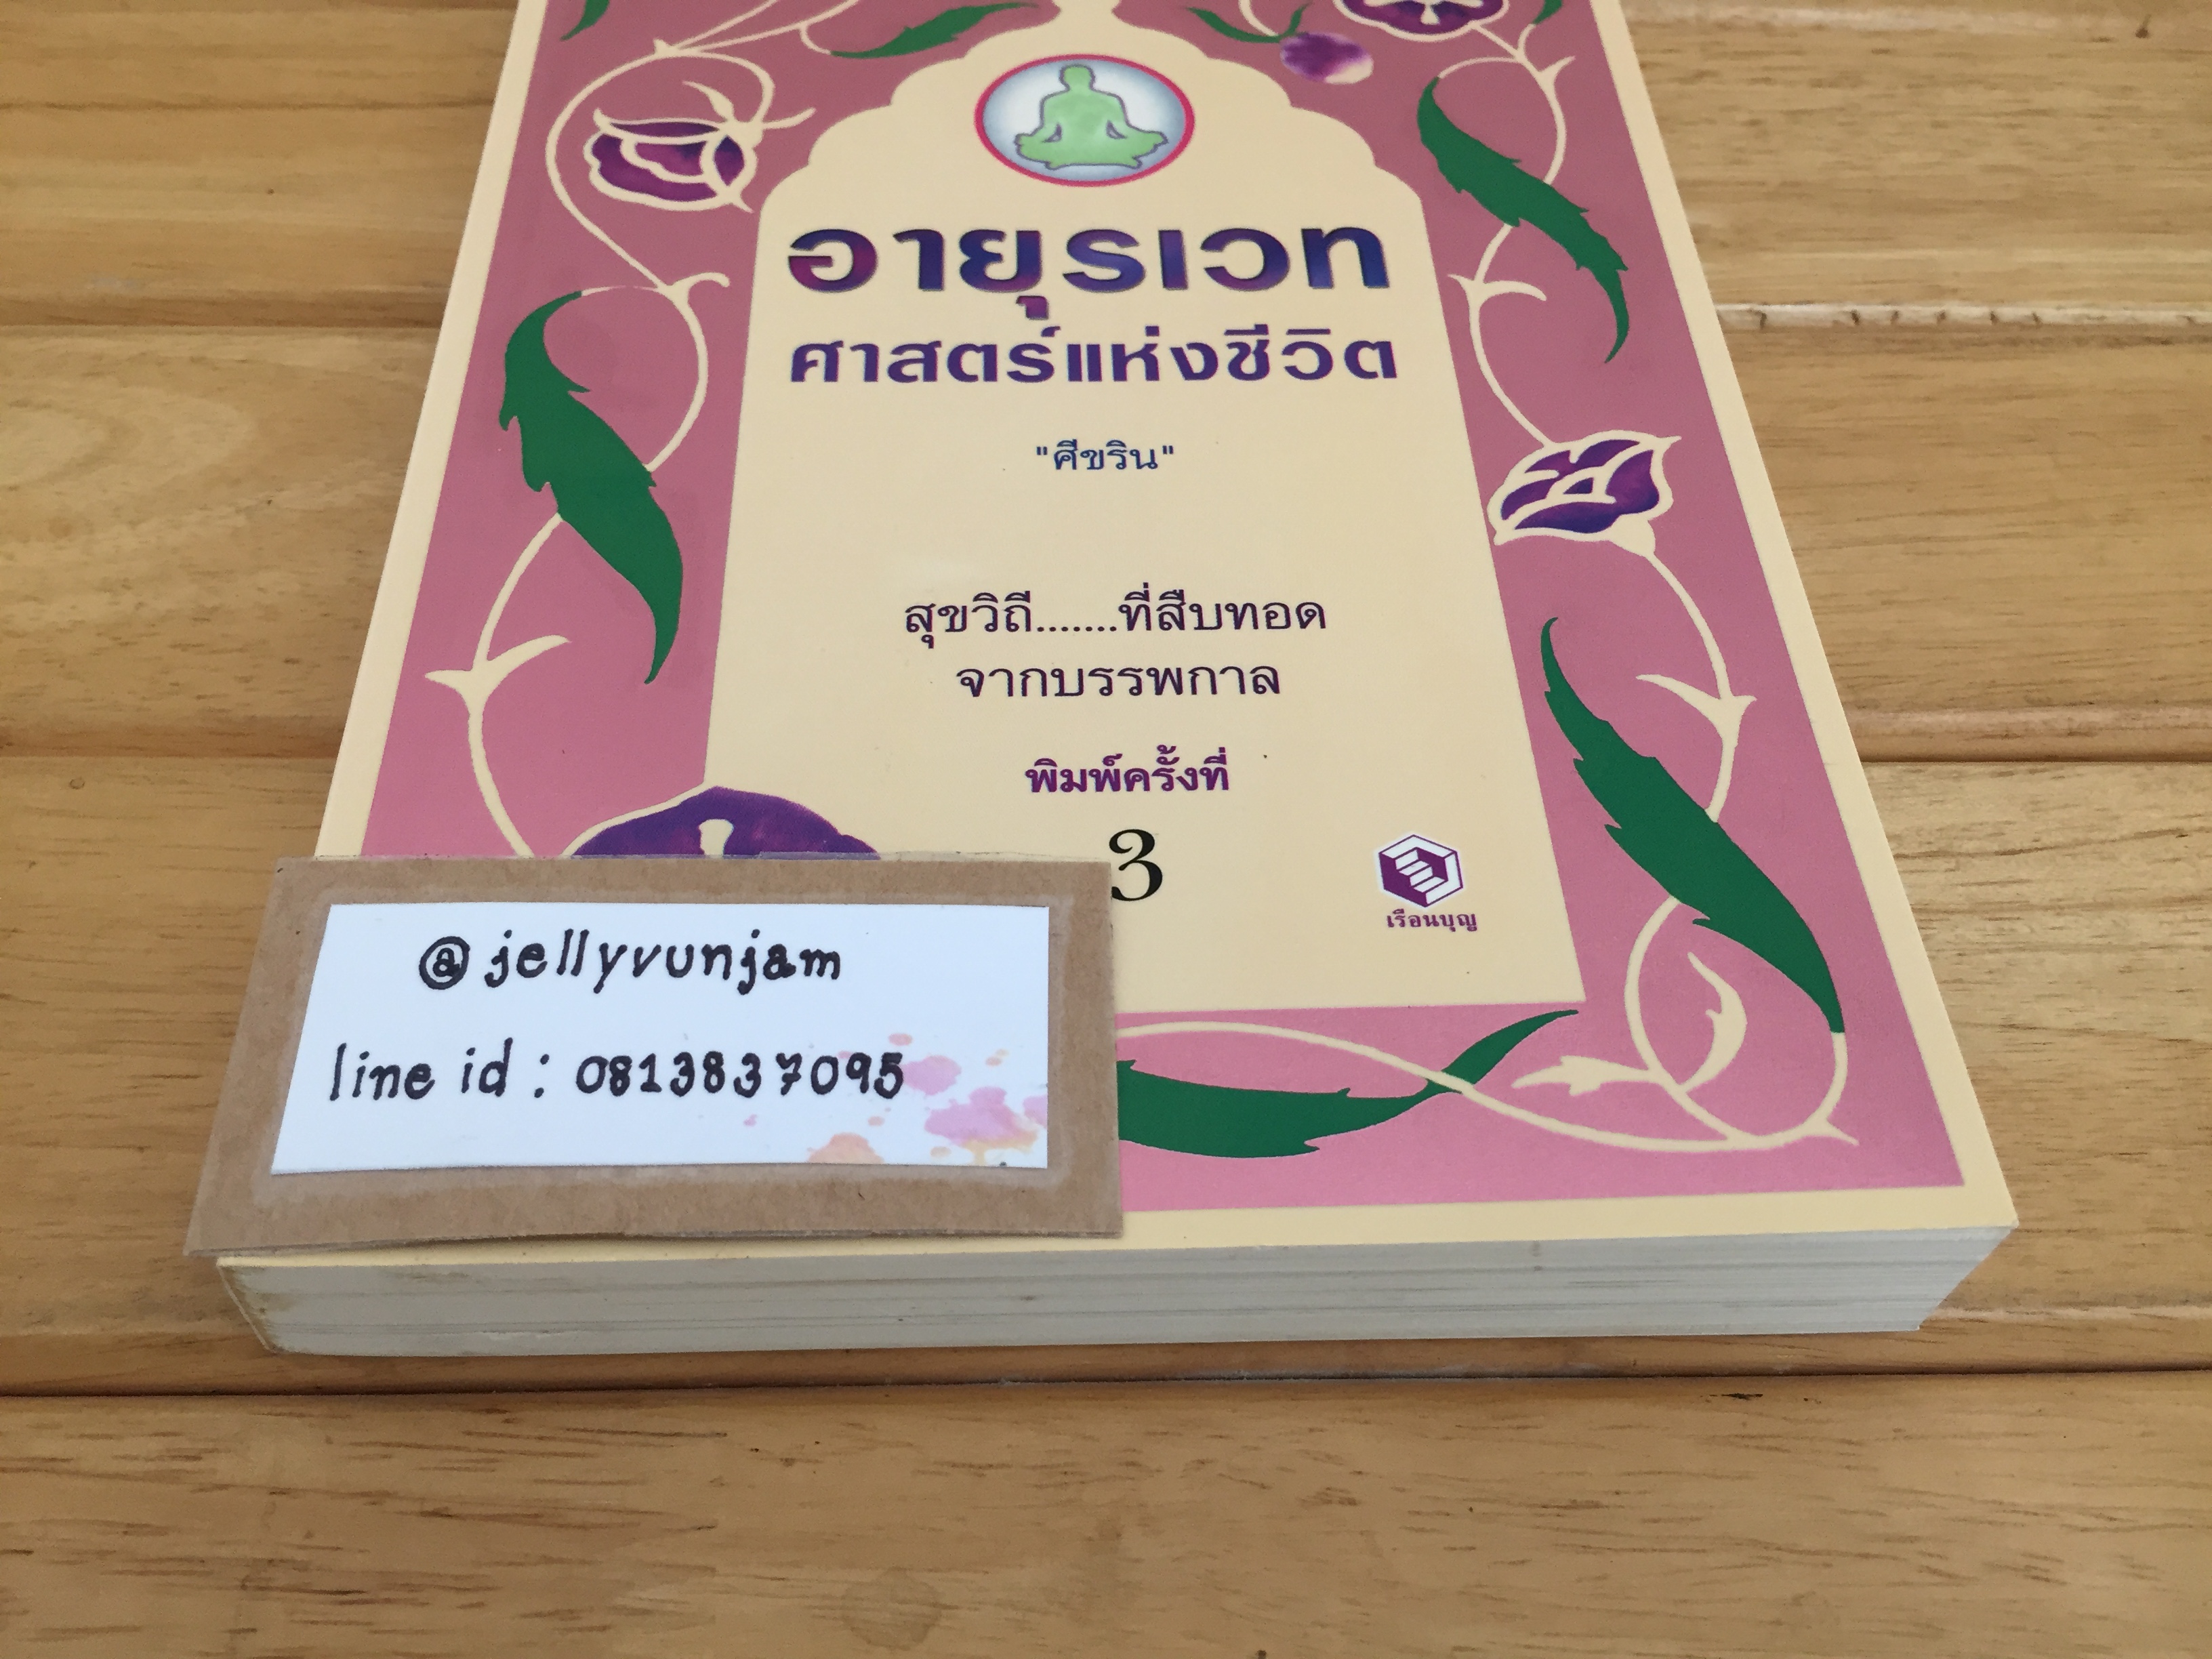 อายุรเวท
ศาสตร์แห่งชีวิต
"ศีขริน"
สุขวิถี.......ที่สืบทอด
จากบรรพกาล
พิมพ์ครั้งที่
3
เรือนบุญ
@jellyvunjam
line id : 0813837095